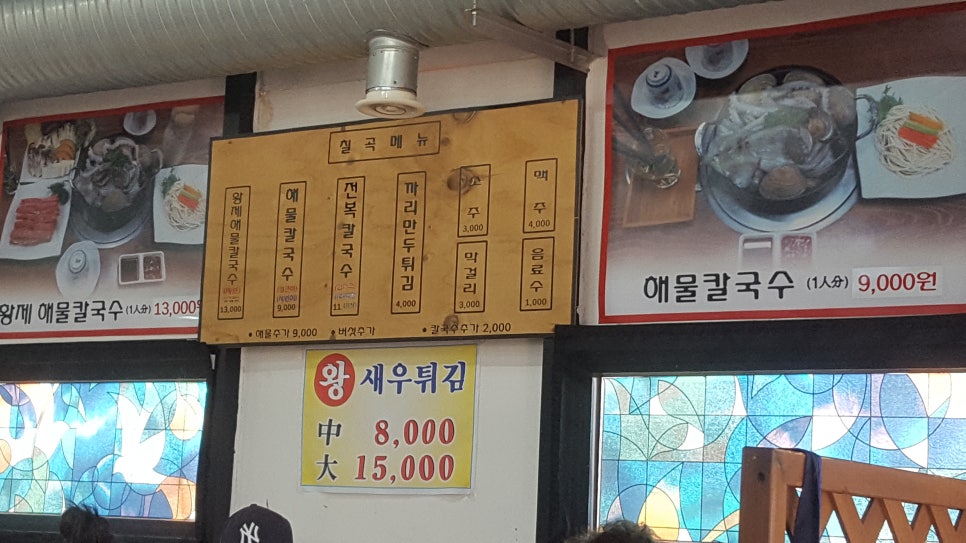 칠곡메뉴
왕제해물칼국수
13,000
해물칼국수
9,000
전복칼국수
까리만두튀김
4,000
소주
3,000
막걸리
3,000
맥주
4,000
음료수
1,000
• 해물추가 9,000 • 버섯추가 • 칼국수추가 2,000
왕제 해물칼국수 (1人分) 13,000원
해물칼국수 (1人分) 9,000원
왕 새우튀김
中 8,000
大 15,000
NY